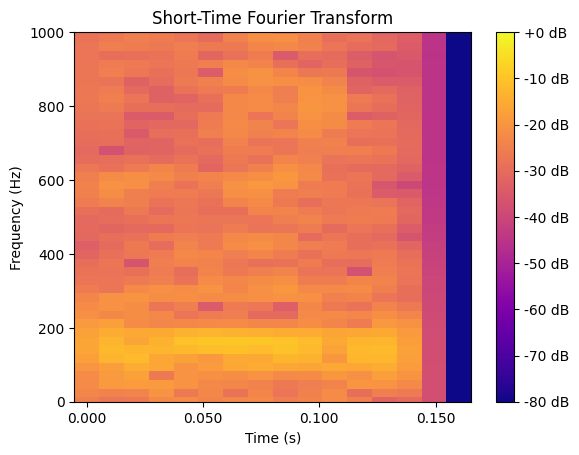 Short-Time Fourier Transform
1000
800
600
400
200
0
Frequency (Hz)
0.000
0.050
0.100
0.150
Time (s)
+0 dB
-10 dB
-20 dB
-30 dB
-40 dB
-50 dB
-60 dB
-70 dB
-80 dB